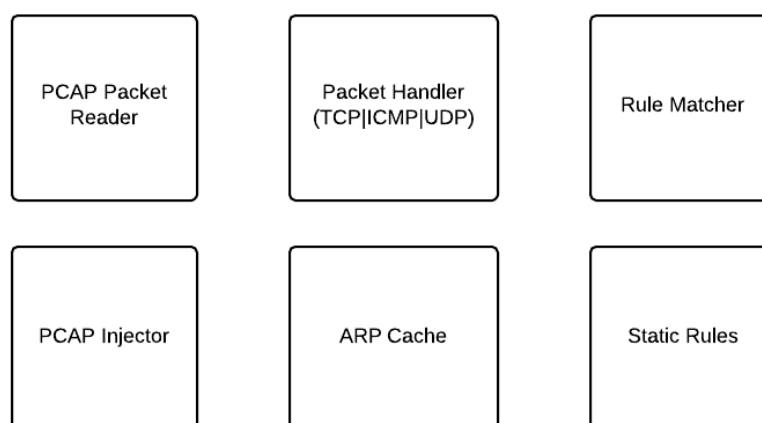 PCAP Packet
Reader
Packet Handler
(TCP|ICMP|UDP)
Rule Matcher
PCAP Injector
ARP Cache
Static Rules